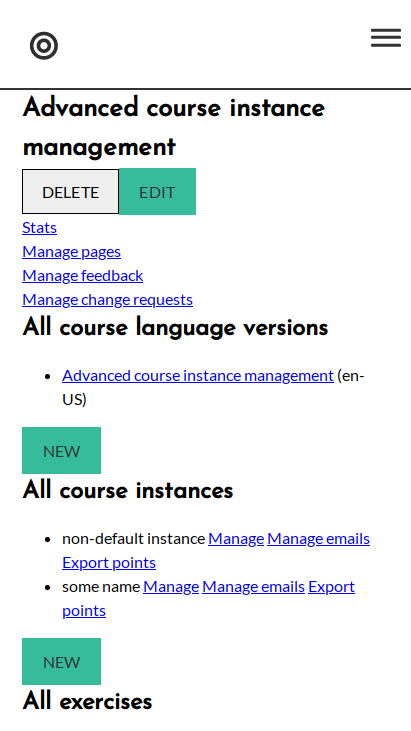 Advanced course instance
management
DELETE EDIT
Stats
Manage pages
Manage feedback
Manage change requests
All course language versions
Advanced course instance management (en-
US)
NEW
All course instances
non-default instance Manage Manage emails
Export points
some name Manage Manage emails Export
points
NEW
All exercises